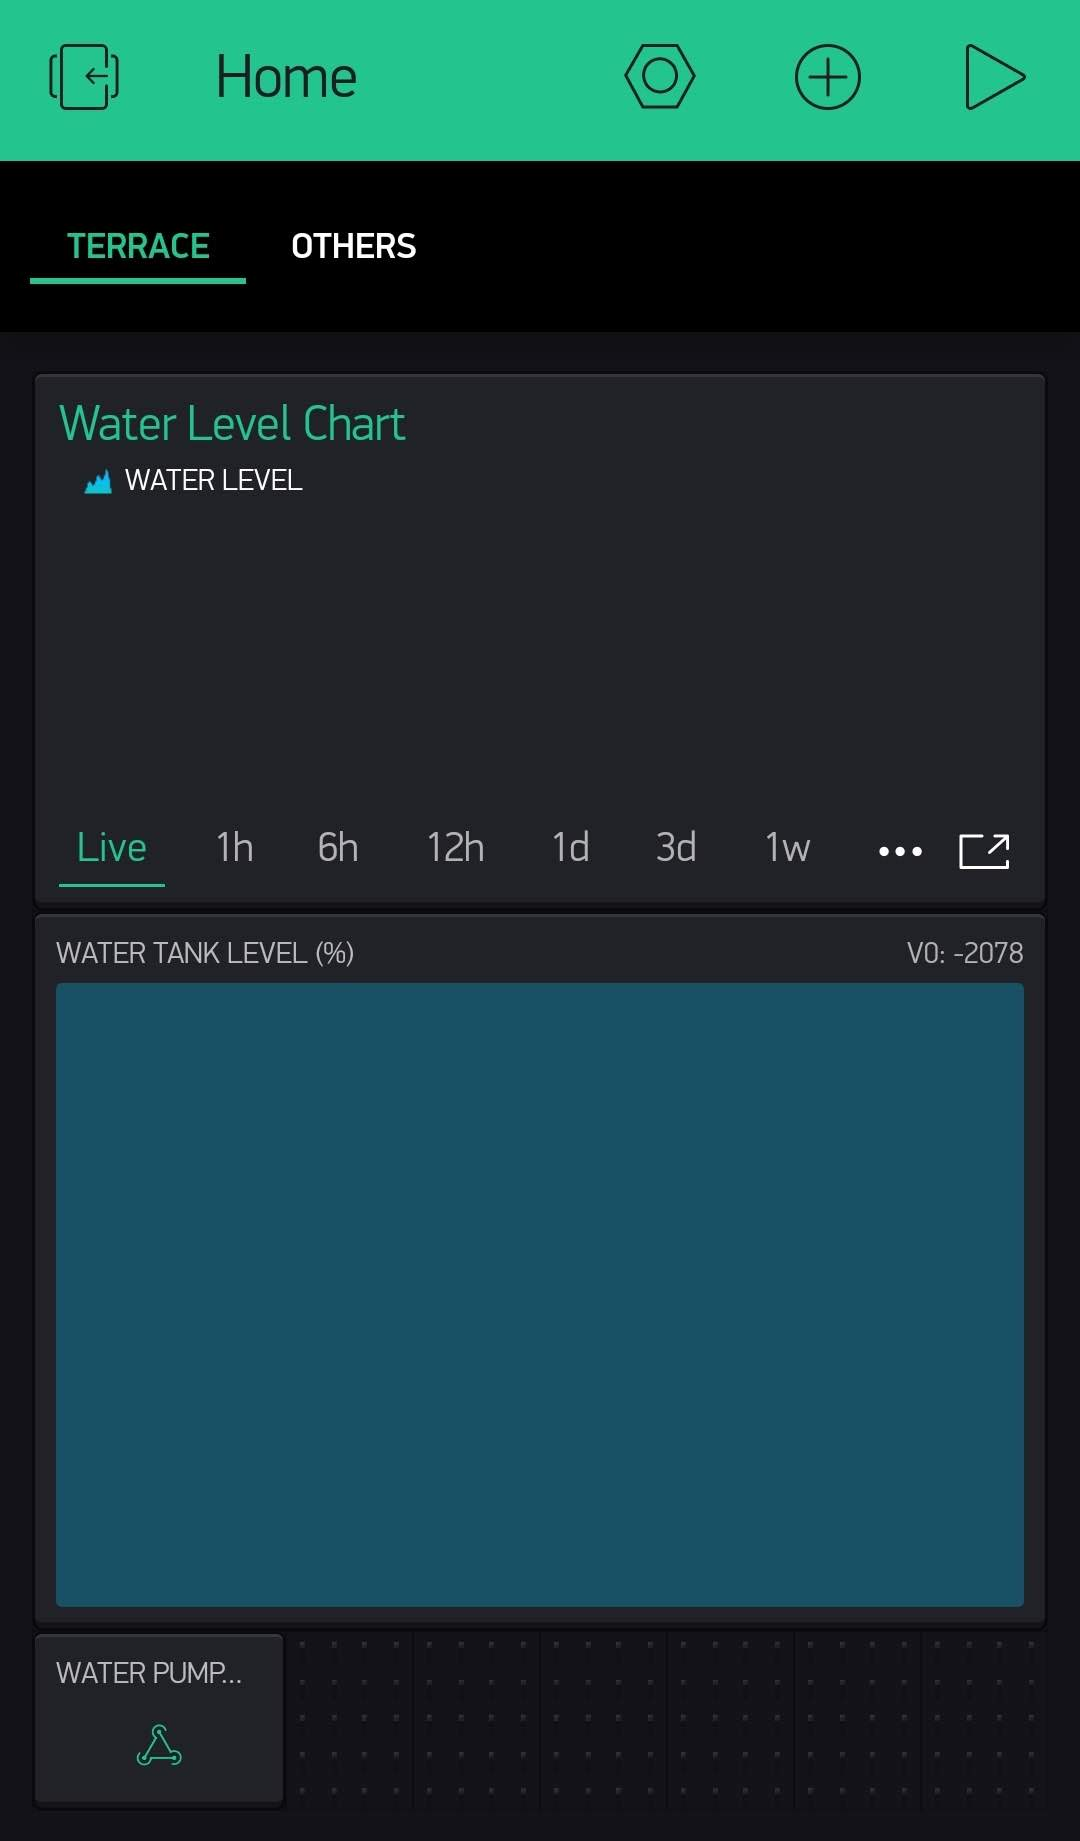 Home
TERRACE OTHERS
Water Level Chart
WATER LEVEL
Live 1h 6h 12h 1d 3d 1w
WATER TANK LEVEL (%) V0: -2078
WATER PUMP...